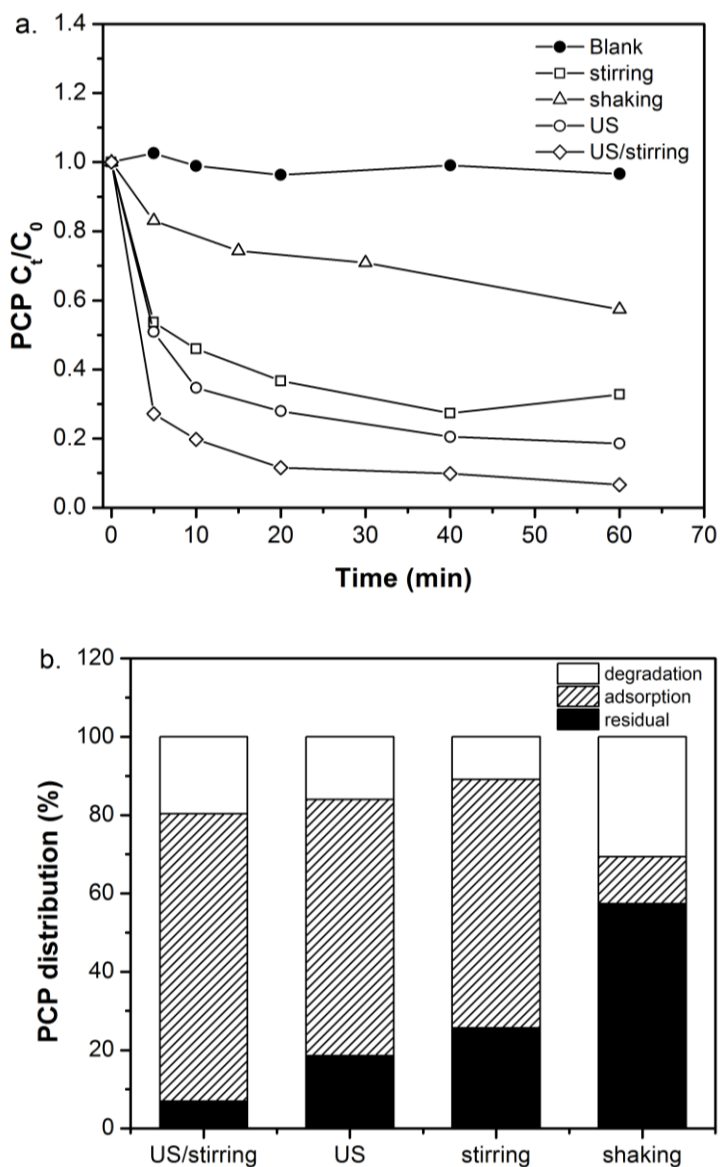 a.
1.4
1.2
1.0
0.8
0.6
0.4
0.2
0.0
PCP Cₜ/C₀
Blank
stirring
shaking
US
US/stirring
0 10 20 30 40 50 60 70
Time (min)
b.
120
100
80
60
40
20
0
PCP distribution (%)
degradation
adsorption
residual
US/stirring US stirring shaking